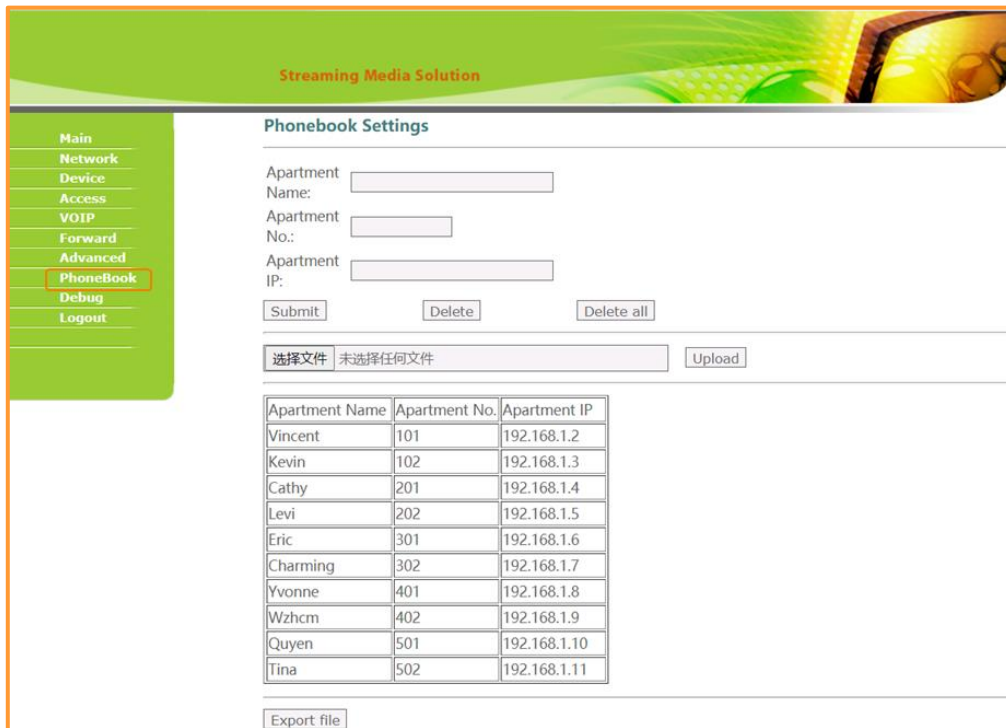 Streaming Media Solution
Main
Network
Device
Access
VOIP
Forward
Advanced
PhoneBook
Debug
Logout
Phonebook Settings
Apartment
Name:
Apartment
No.:
Apartment
IP:
Submit Delete Delete all
选择文件 未选择任何文件 Upload
Apartment Name Apartment No. Apartment IP
Vincent 101 192.168.1.2
Kevin 102 192.168.1.3
Cathy 201 192.168.1.4
Levi 202 192.168.1.5
Eric 301 192.168.1.6
Charming 302 192.168.1.7
Yvonne 401 192.168.1.8
Wzhcm 402 192.168.1.9
Quyen 501 192.168.1.10
Tina 502 192.168.1.11
Export file